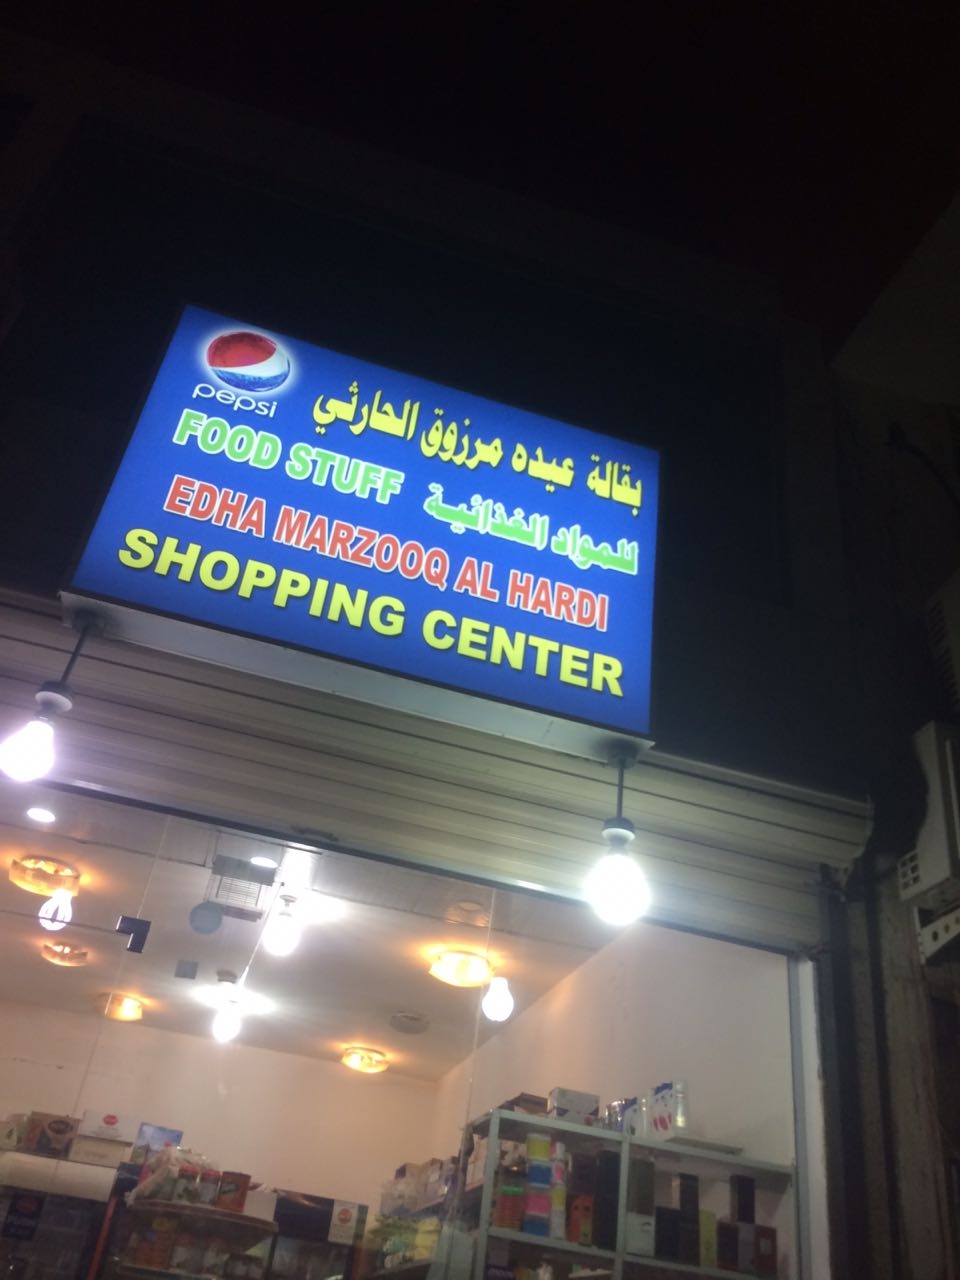 pepsi
بقالة عيده مرزوق الحارثي
FOOD STUFF للمواد الغذائية
EDHA MARZOOQ AL HARDI
SHOPPING CENTER